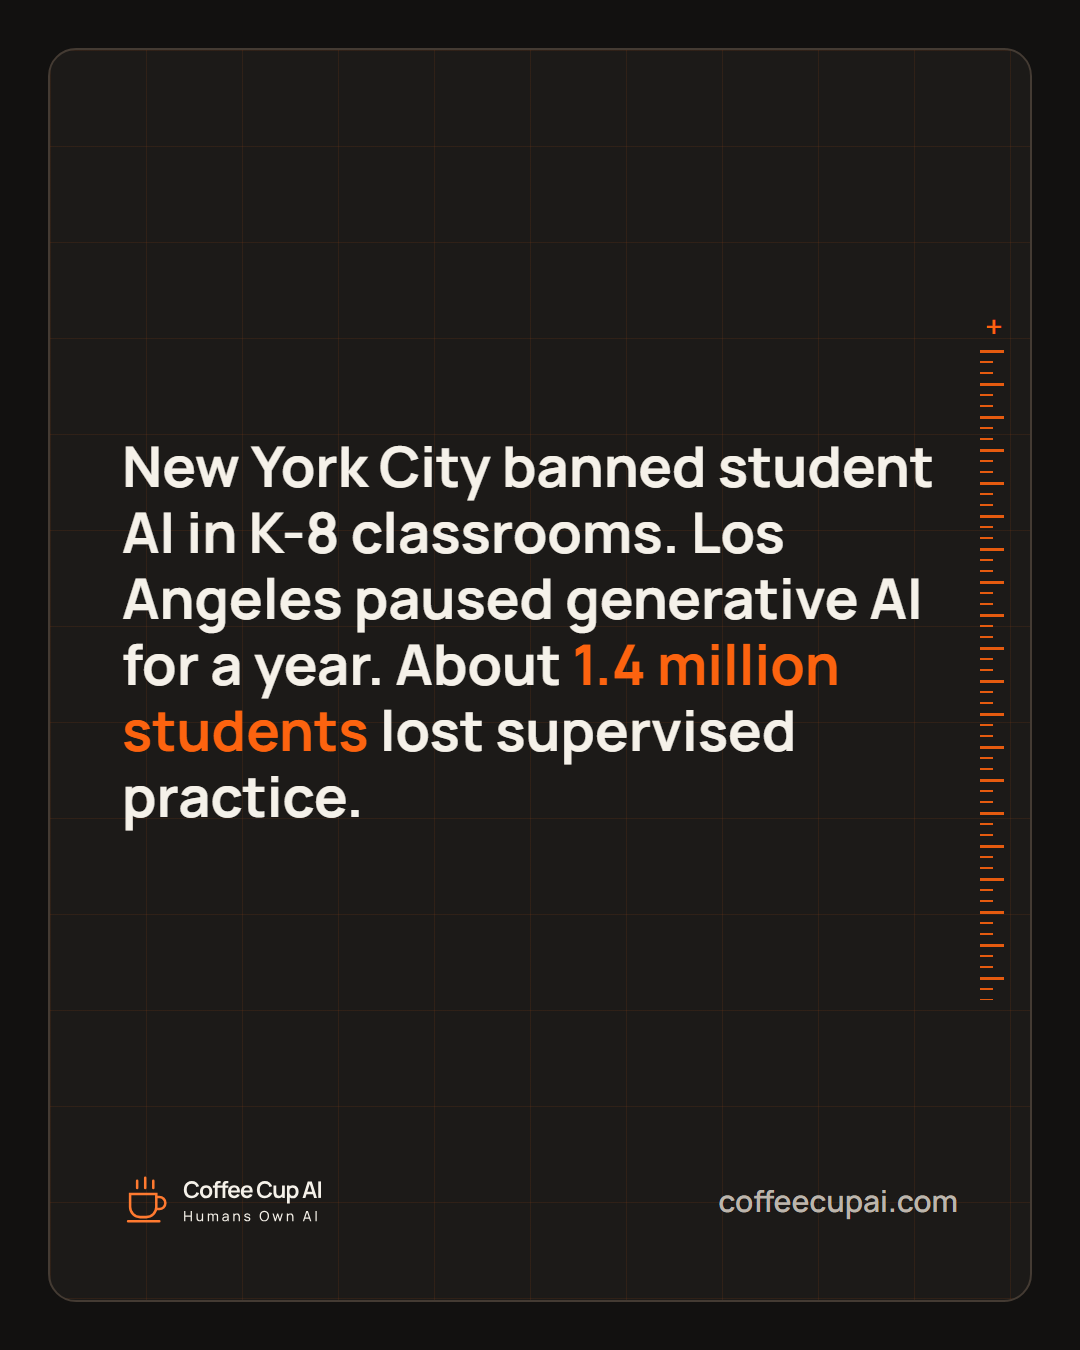 New York City banned student
AI in K-8 classrooms. Los
Angeles paused generative AI
for a year. About 1.4 million
students lost supervised
practice.
Coffee Cup AI
Humans Own AI
coffeecupai.com